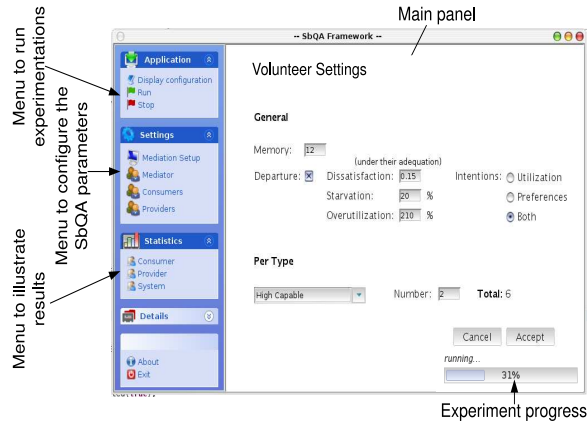 Main panel
-- SbQA Framework --
Menu to run
experimentations
Menu to configure the
SbQA parameters
Menu to illustrate
results
Application
Display configuration
Run
Stop
Settings
Mediation Setup
Mediator
Consumers
Providers
Statistics
Consumer
Provider
System
Details
About
Exit
Volunteer Settings
General
Memory: 12
(under their adequation)
Departure: Dissatisfaction: 0.15 Intentions: Utilization
Starvation: 20 % Preferences
Overutilization: 210 % Both
Per Type
High Capable Number: 2 Total: 6
Cancel Accept
running...
31%
Experiment progress